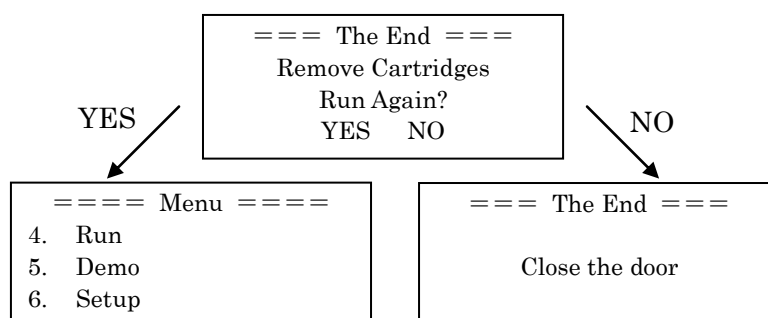 === The End ===
Remove Cartridges
Run Again?
YES NO
YES
NO
==== Menu ====
4. Run
5. Demo
6. Setup
=== The End ===
Close the door